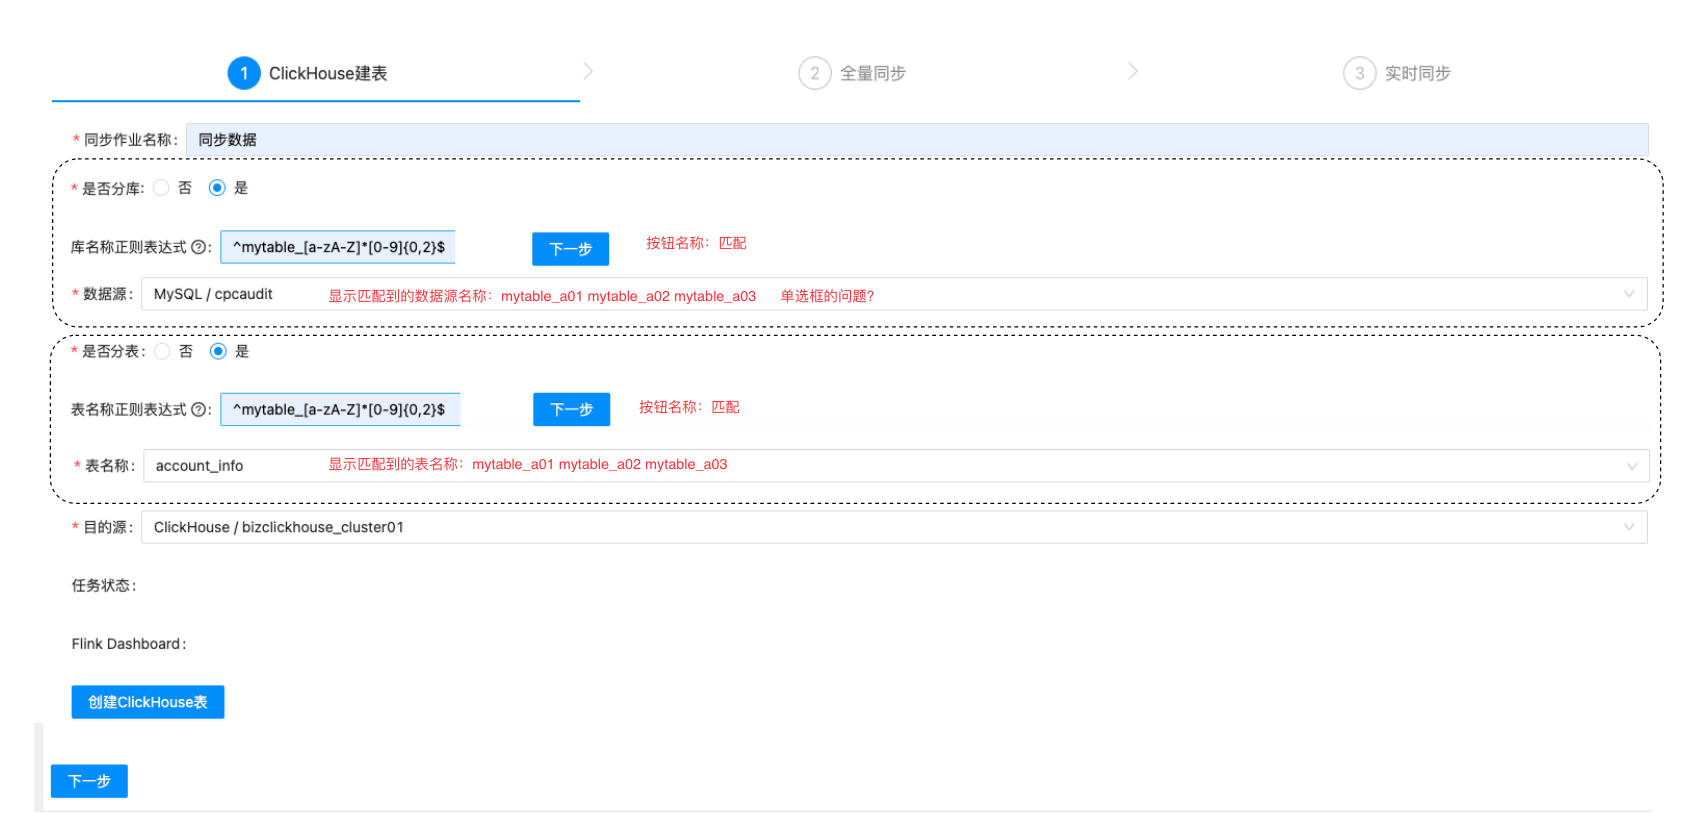 1 ClickHouse建表 2 全量同步 3 实时同步
* 同步作业名称: 同步数据
* 是否分库: 否 是
库名称正则表达式 ?: ^mytable_[a-zA-Z]*[0-9]{0,2}$ 下一步 按钮名称：匹配
* 数据源: MySQL / cpcaudit 显示匹配到的数据源名称：mytable_a01 mytable_a02 mytable_a03 单选框的问题?
* 是否分表: 否 是
表名称正则表达式 ?: ^mytable_[a-zA-Z]*[0-9]{0,2}$ 下一步 按钮名称：匹配
* 表名称: account_info 显示匹配到的表名称：mytable_a01 mytable_a02 mytable_a03
* 目的源: ClickHouse / bizclickhouse_cluster01
任务状态:
Flink Dashboard:
创建ClickHouse表
下一步